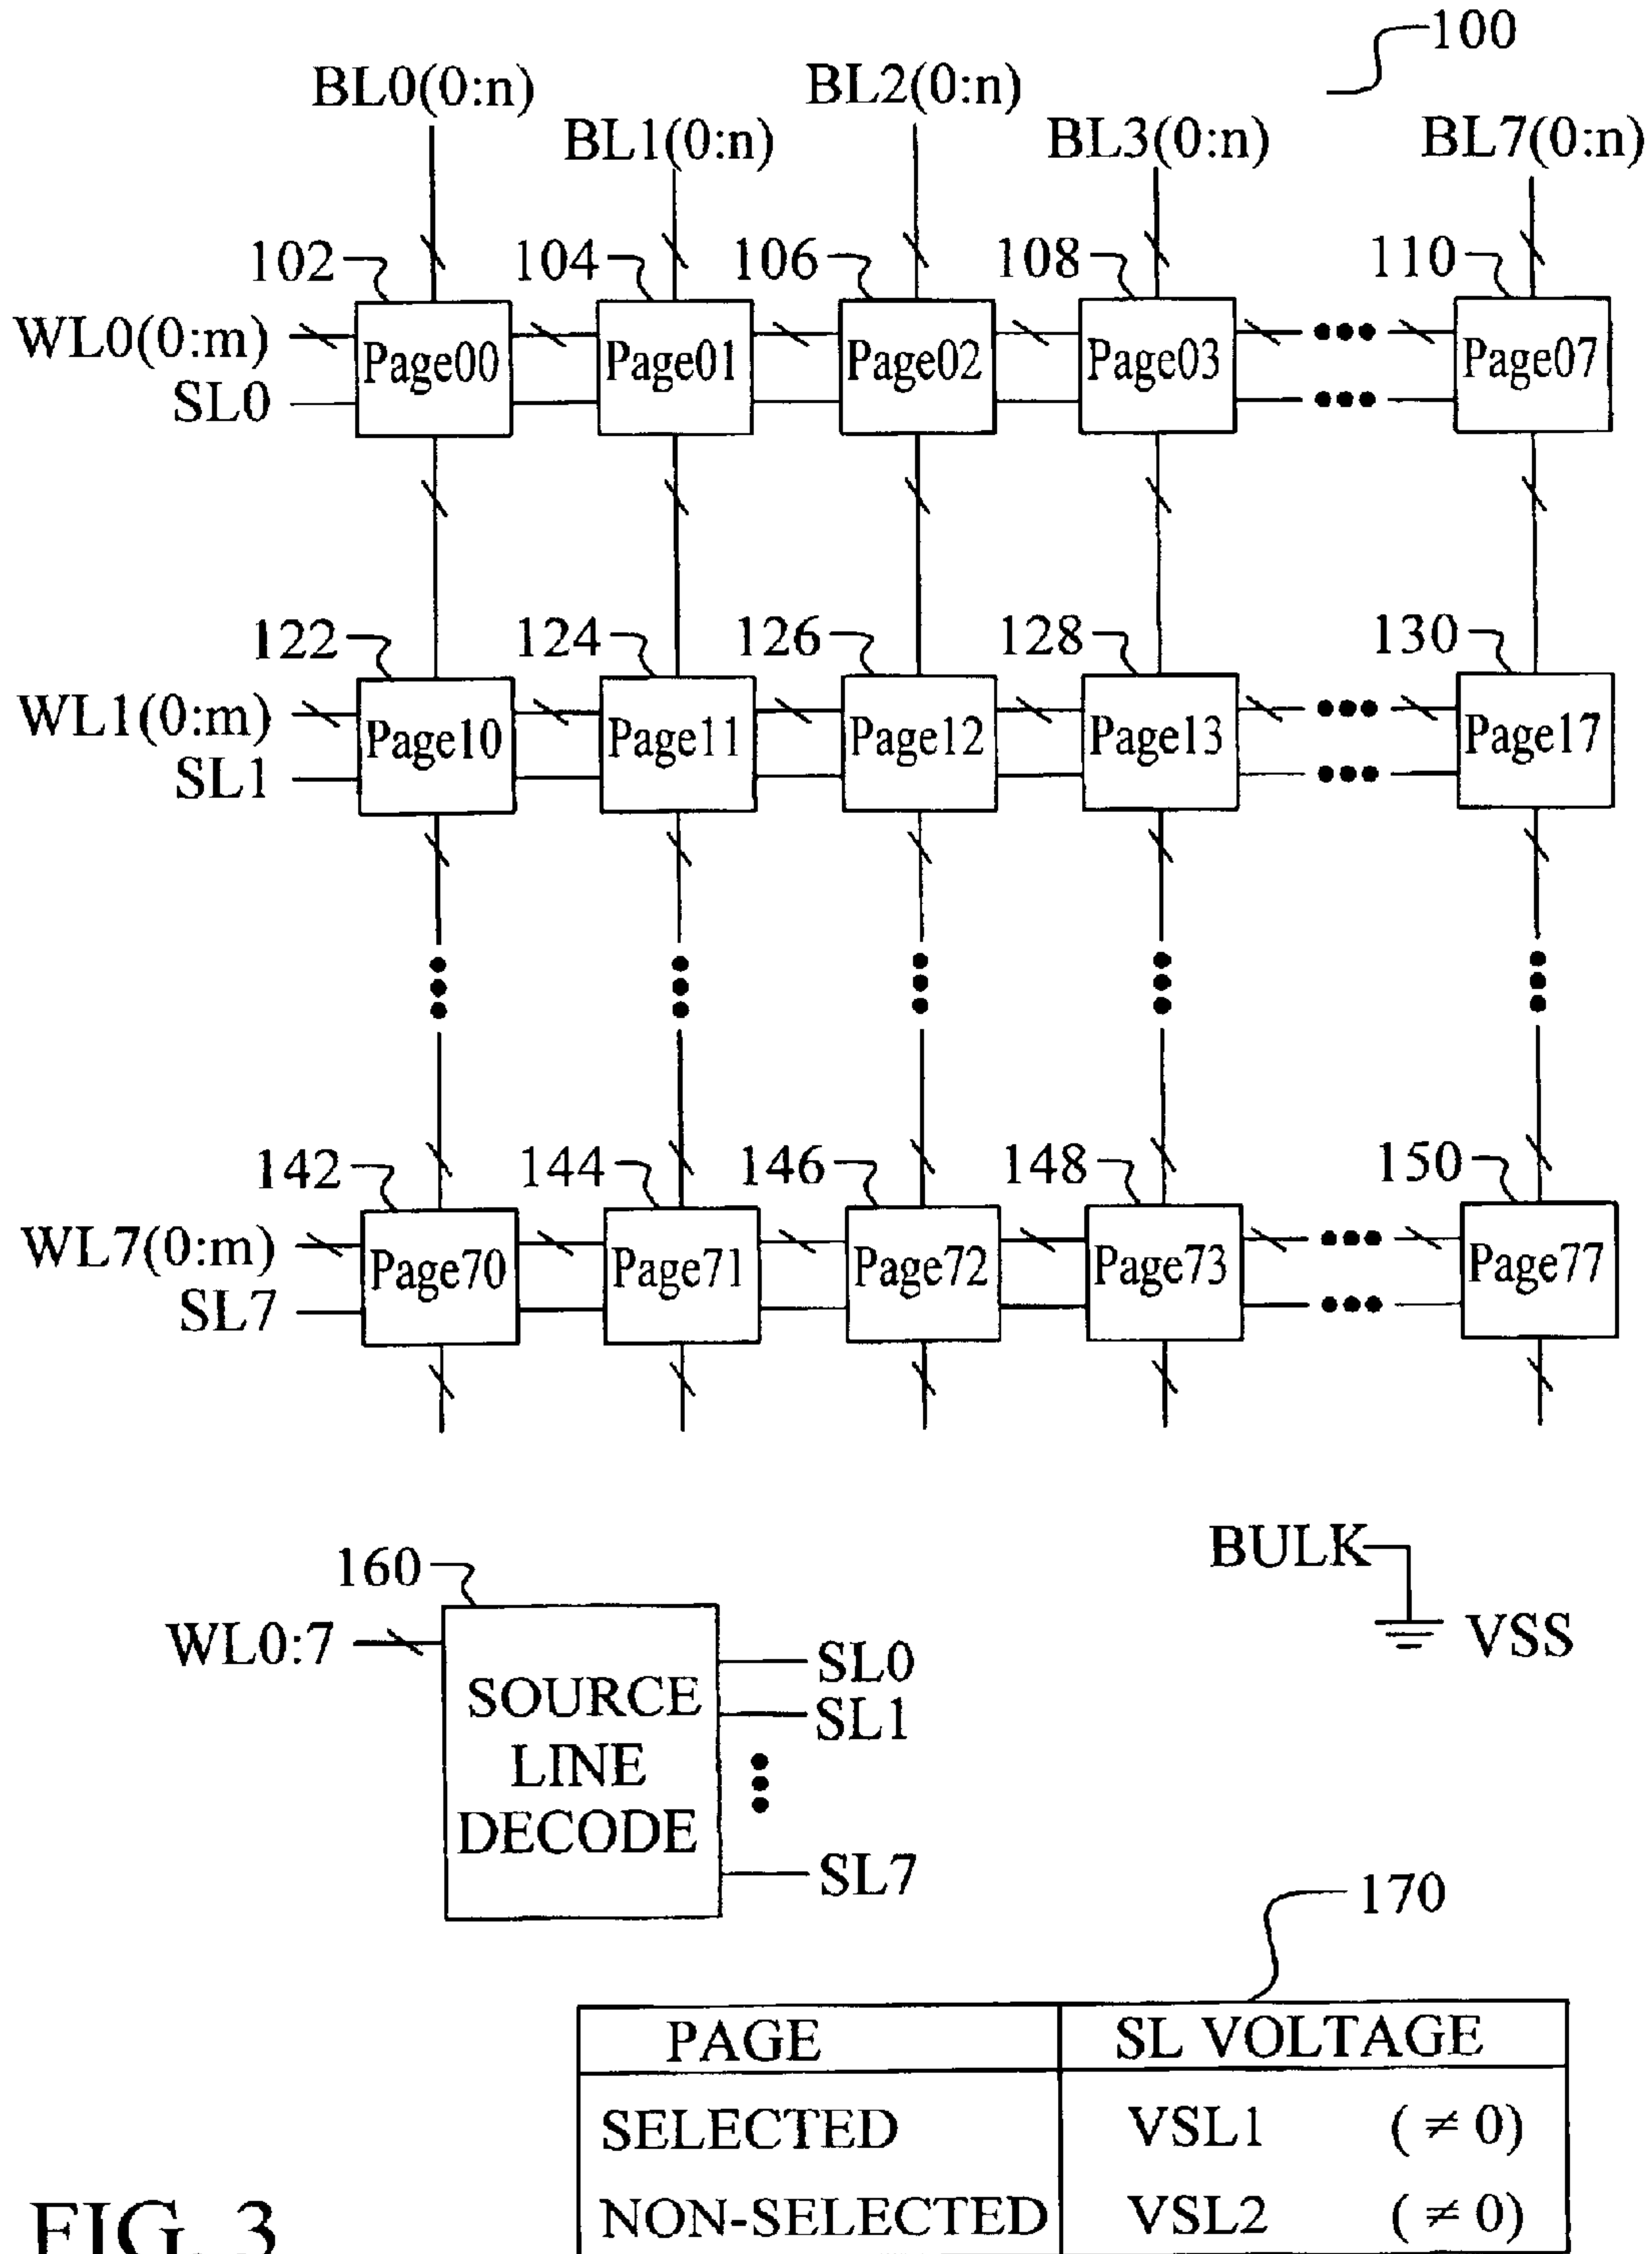 100
BL0(0:n)
BL2(0:n)
BL1(0:n)
BL3(0:n)
BL7(0:n)
102
104
106
108
110
WL0(0:m)
Page00
Page01
Page02
Page03
Page07
SL0
122
124
126
128
130
WL1(0:m)
Page10
Page11
Page12
Page13
Page17
SL1
142
144
146
148
150
WL7(0:m)
Page70
Page71
Page72
Page73
Page77
SL7
BULK
VSS
160
WL0:7
SOURCE
LINE
DECODE
SL0
SL1
SL7
170
PAGE SL VOLTAGE
SELECTED VSL1 ( ≠ 0)
NON-SELECTED VSL2 ( ≠ 0)
FIG. 3